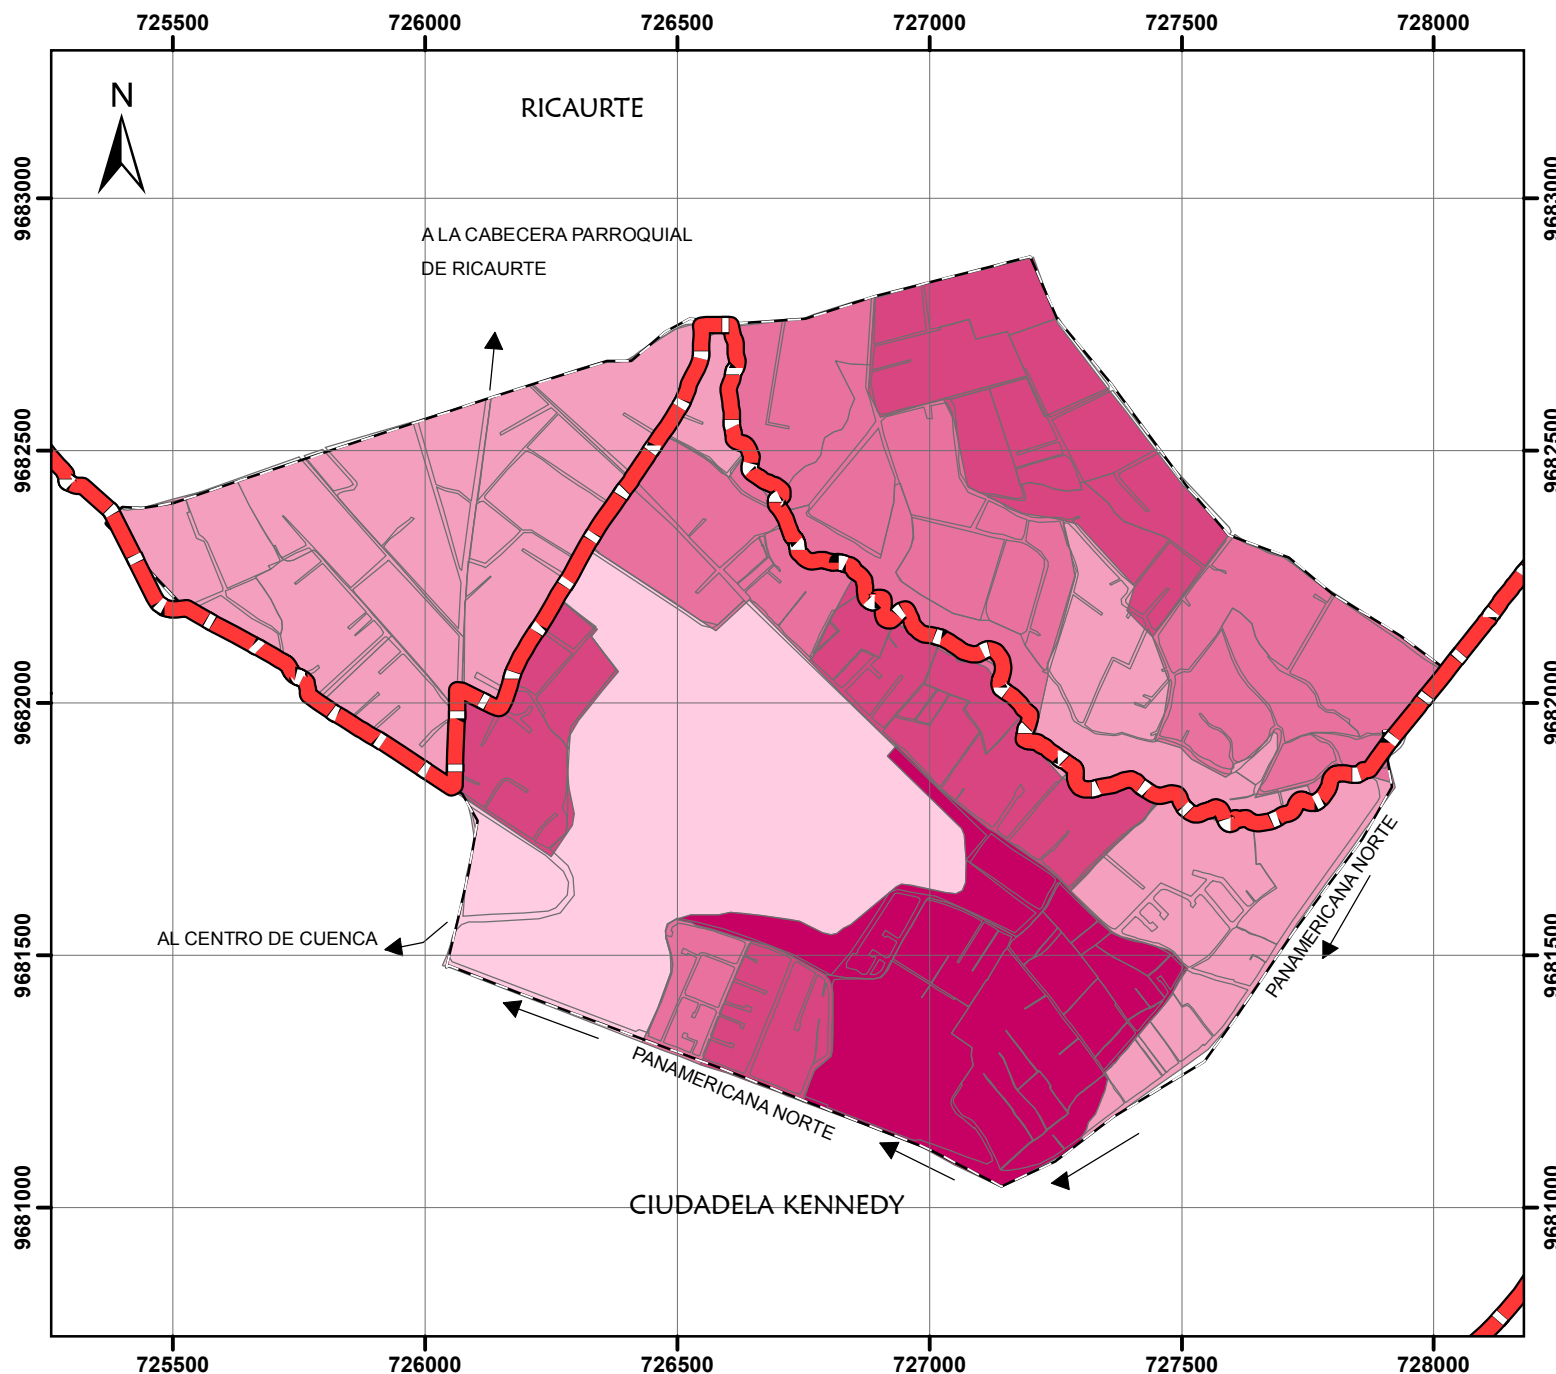 725500 726000 726500 727000 727500 728000
N
RICAURTE
9683000 9683000
A LA CABECERA PARROQUIAL
DE RICAURTE
9682500 9682500
9682000 9682000
PANAMERICANA NORTE
AL CENTRO DE CUENCA
9681500 9681500
PANAMERICANA NORTE
CIUDADELA KENNEDY
9681000 9681000
725500 726000 726500 727000 727500 728000